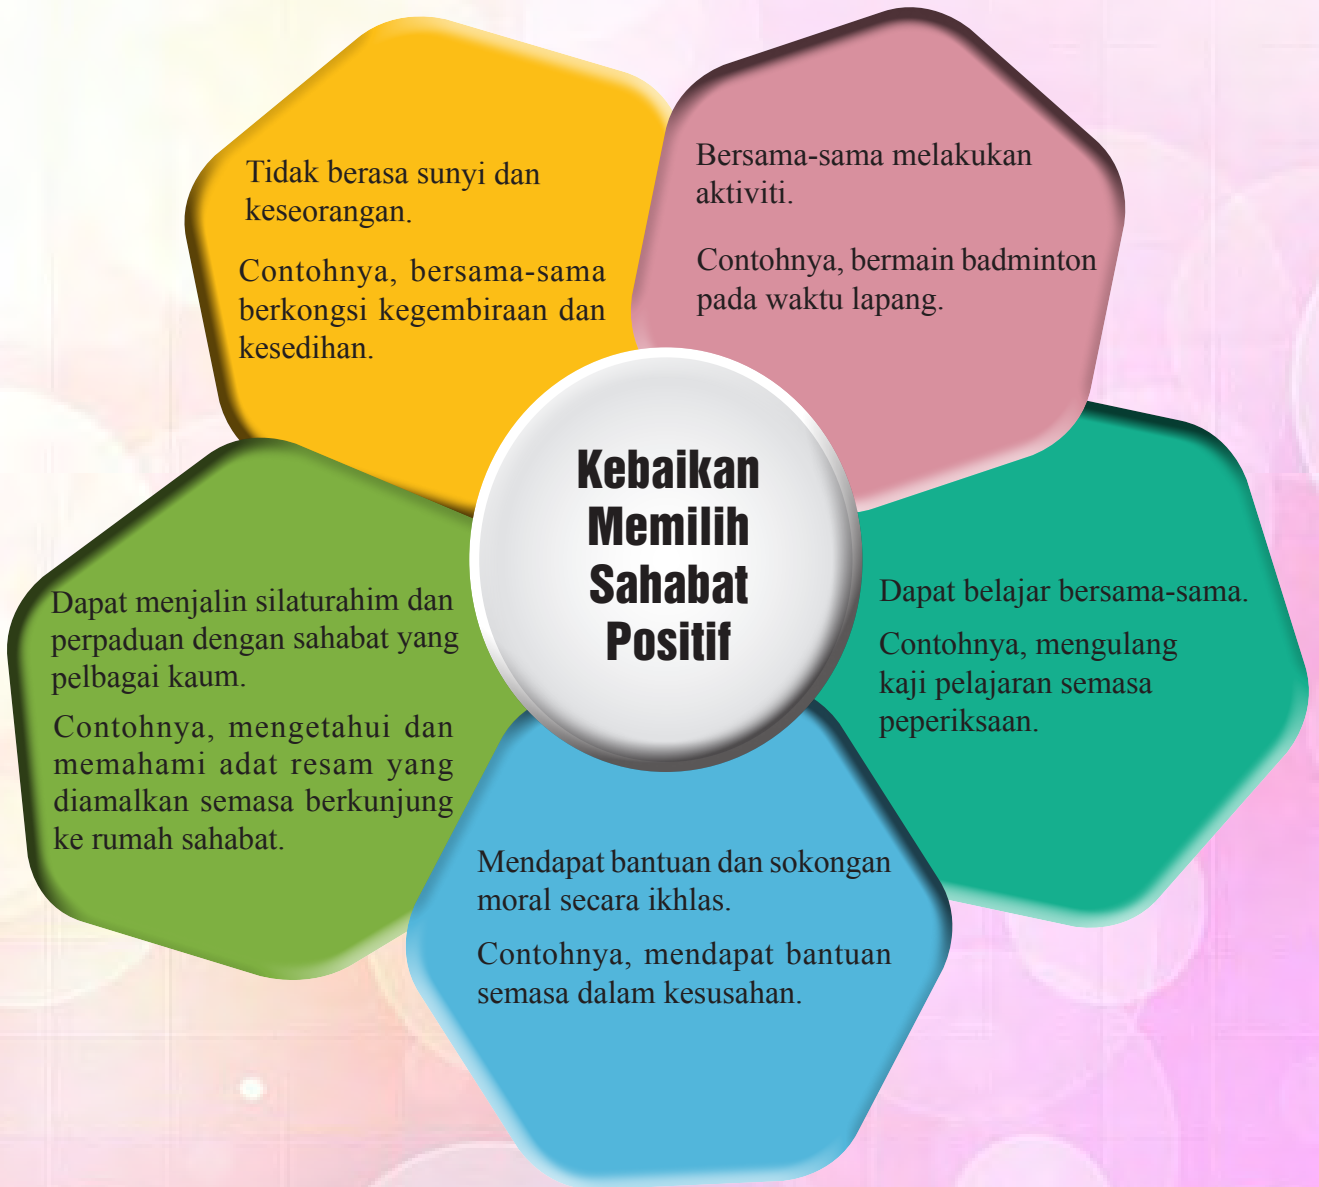 Tidak berasa sunyi dan
keseorangan.
Contohnya, bersama-sama
berkongsi kegembiraan dan
kesedihan.
Bersama-sama melakukan
aktiviti.
Contohnya, bermain badminton
pada waktu lapang.
Kebaikan
Memilih
Sahabat
Positif
Dapat menjalin silaturahim dan
perpaduan dengan sahabat yang
pelbagai kaum.
Contohnya, mengetahui dan
memahami adat resam yang
diamalkan semasa berkunjung
ke rumah sahabat.
Dapat belajar bersama-sama.
Contohnya, mengulang
kaji pelajaran semasa
peperiksaan.
Mendapat bantuan dan sokongan
moral secara ikhlas.
Contohnya, mendapat bantuan
semasa dalam kesusahan.